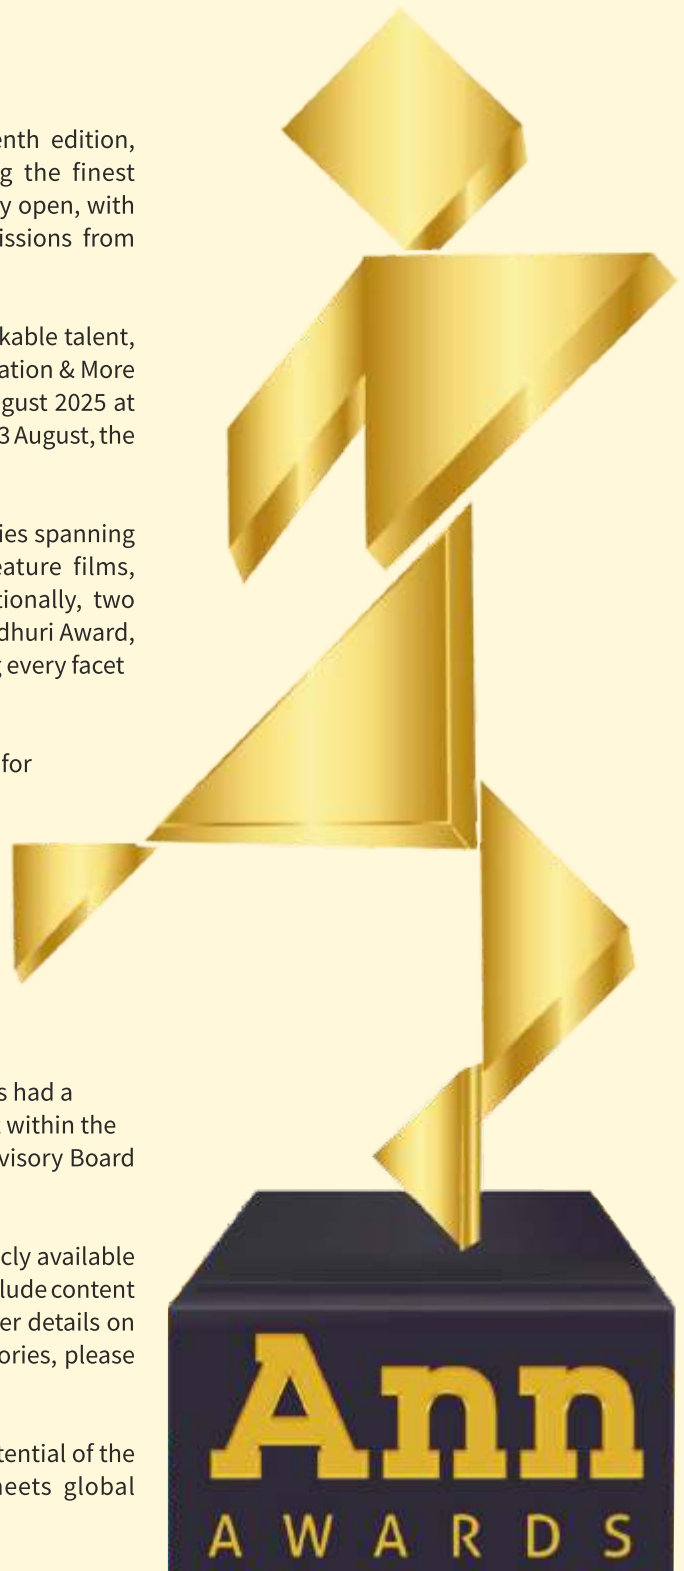 enth edition,
g the finest
y open, with
issions from
kable talent,
ation & More
gust 2025 at
3 August, the
ies spanning
eature films,
tionally, two
dhuri Award,
g every facet
for
s had a
t within the
visory Board
cly available
lude content
er details on
ories, please
tential of the
neets global
Ann
AWARDS